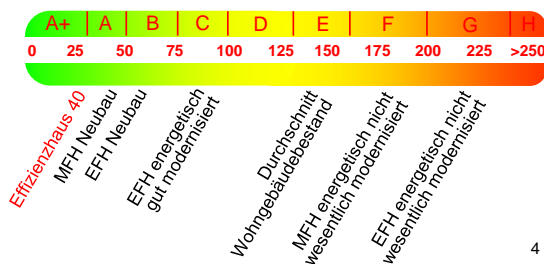 A+ A B C D E F G H
0 25 50 75 100 125 150 175 200 225 >250
Effizienzhaus 40
MFH Neubau
EFH Neubau
EFH energetisch
gut modernisiert
Durchschnitt
Wohngebäudebestand
MFH energetisch nicht
wesentlich modernisiert
EFH energetisch nicht
wesentlich modernisiert
4